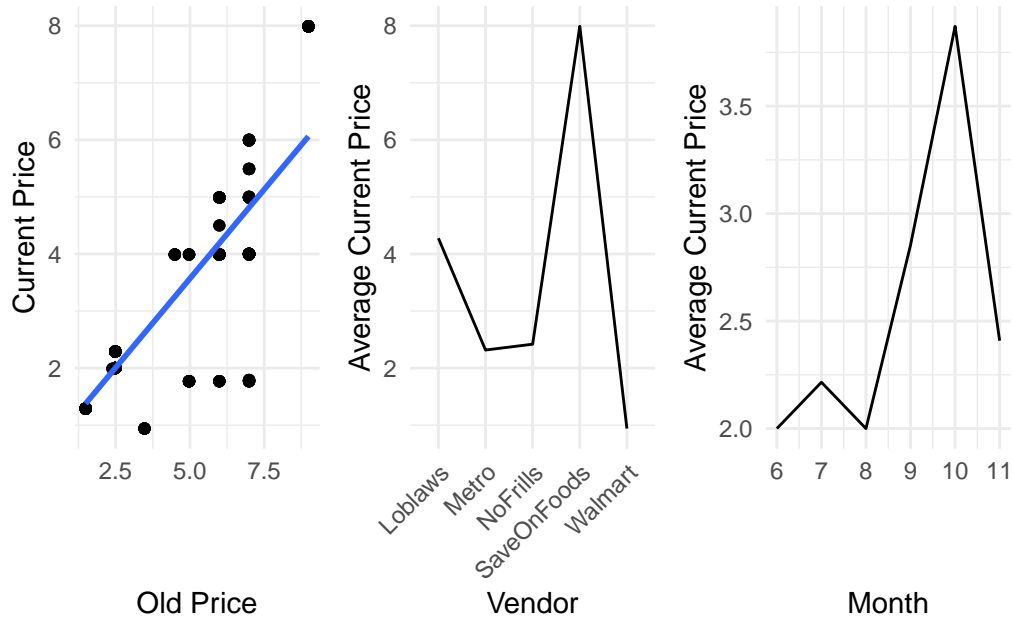 Current Price
8
6
4
2
2.5 5.0 7.5
Old Price
Average Current Price
8
6
4
2
Loblaws
Metro
NoFrills
SaveOnFoods
Walmart
Vendor
Average Current Price
3.5
3.0
2.5
2.0
6 7 8 9 10 11
Month